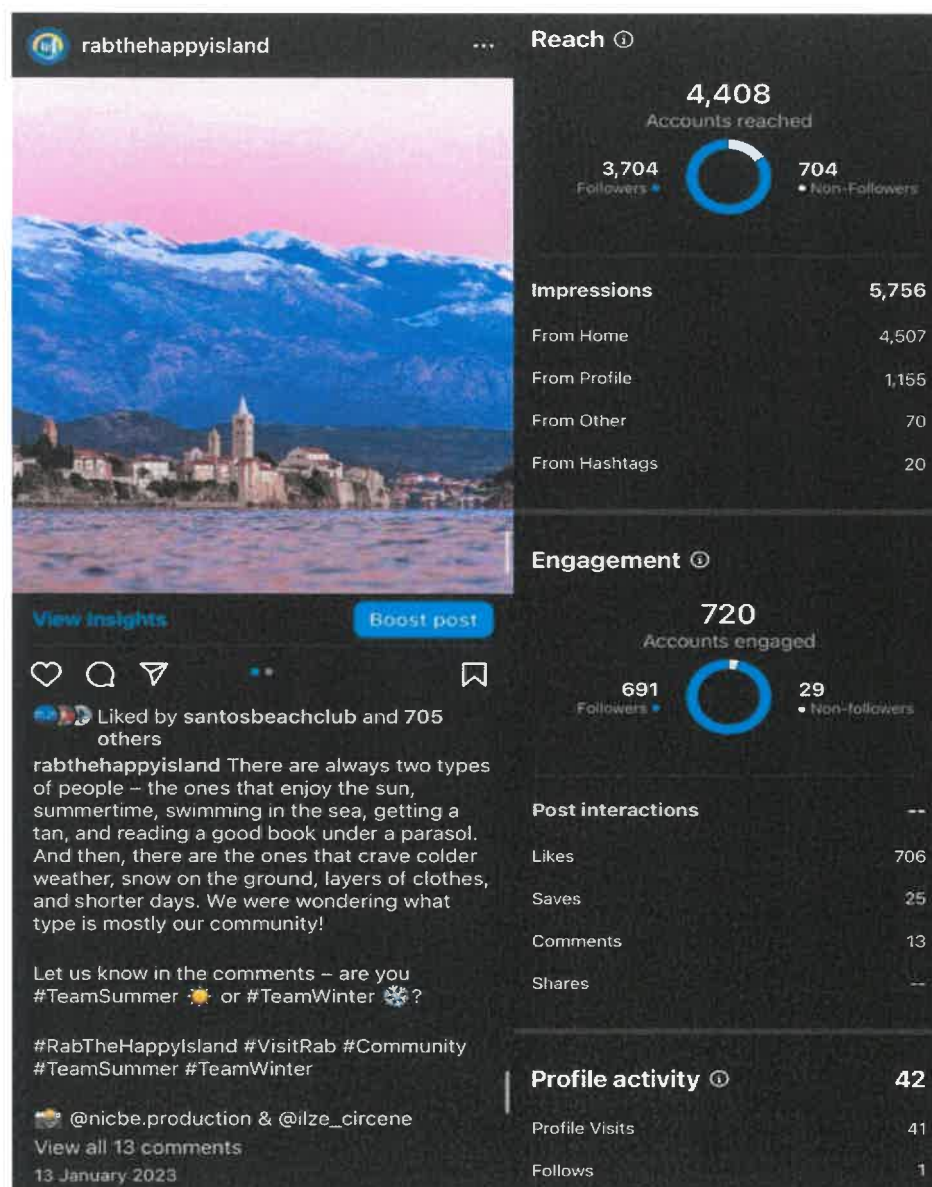 rabthehappyisland
View Insights
Boost post
Liked by santosbeachclub and 705
others
rabthehappyisland There are always two types
of people – the ones that enjoy the sun,
summertime, swimming in the sea, getting a
tan, and reading a good book under a parasol.
And then, there are the ones that crave colder
weather, snow on the ground, layers of clothes,
and shorter days. We were wondering what
type is mostly our community!
Let us know in the comments – are you
#TeamSummer ☀️ or #TeamWinter ❄️?
#RabTheHappyIsland #VisitRab #Community
#TeamSummer #TeamWinter
📸 @nicbe.production & @ilze_circene
View all 13 comments
13 January 2023
Reach
4,408
Accounts reached
3,704
Followers
704
Non-Followers
Impressions 5,756
From Home 4,507
From Profile 1,155
From Other 70
From Hashtags 20
Engagement
720
Accounts engaged
691
Followers
29
Non-followers
Post interactions --
Likes 706
Saves 25
Comments 13
Shares --
Profile activity 42
Profile Visits 41
Follows 1